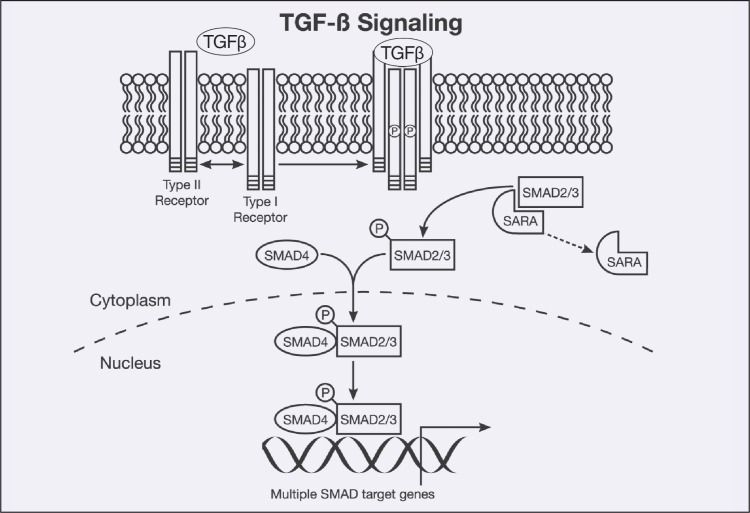 TGF-ß Signaling
TGFβ
TGFβ
P P
Type II
Receptor
Type I
Receptor
SMAD2/3
SARA
SARA
P
SMAD2/3
SMAD4
Cytoplasm
Nucleus
P
SMAD4 SMAD2/3
P
SMAD4 SMAD2/3
Multiple SMAD target genes